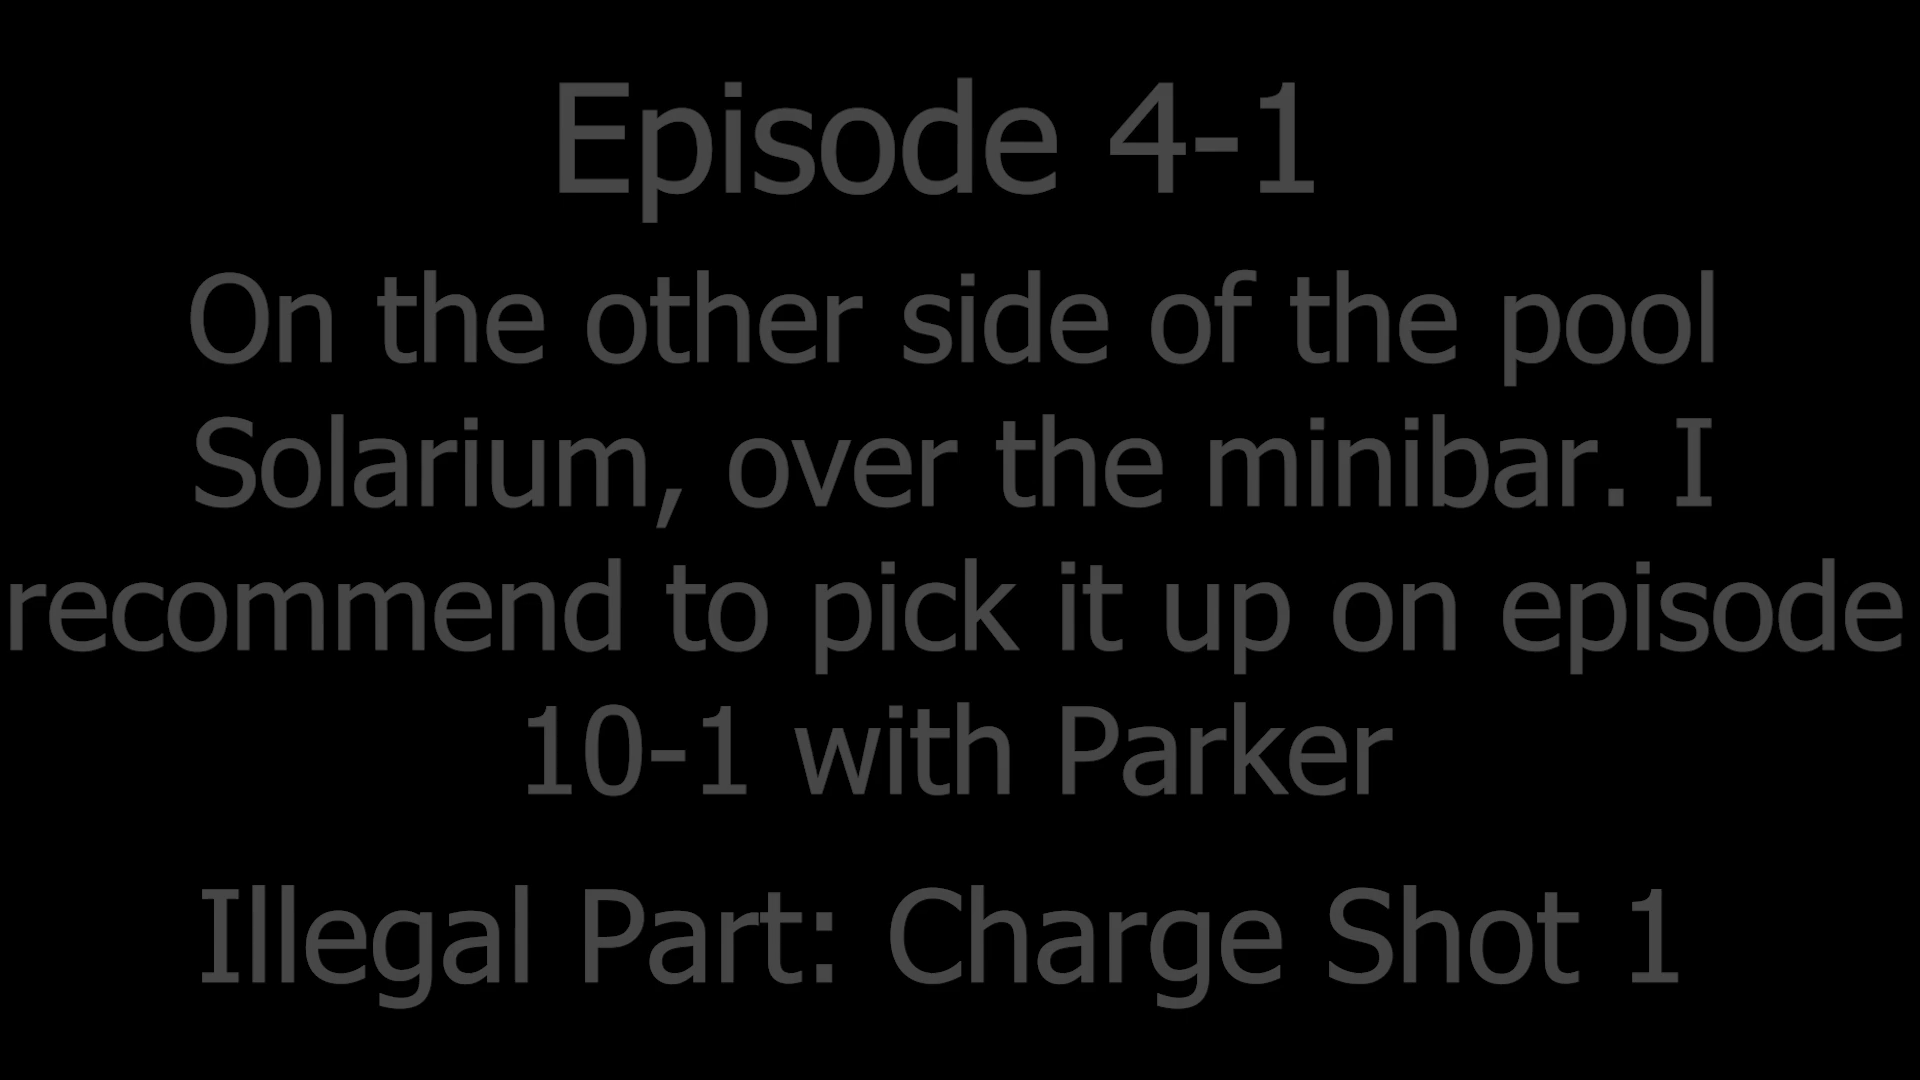 Episode 4-1
On the other side of the pool
Solarium, over the minibar. I
recommend to pick it up on episode
10-1 with Parker
Illegal Part: Charge Shot 1